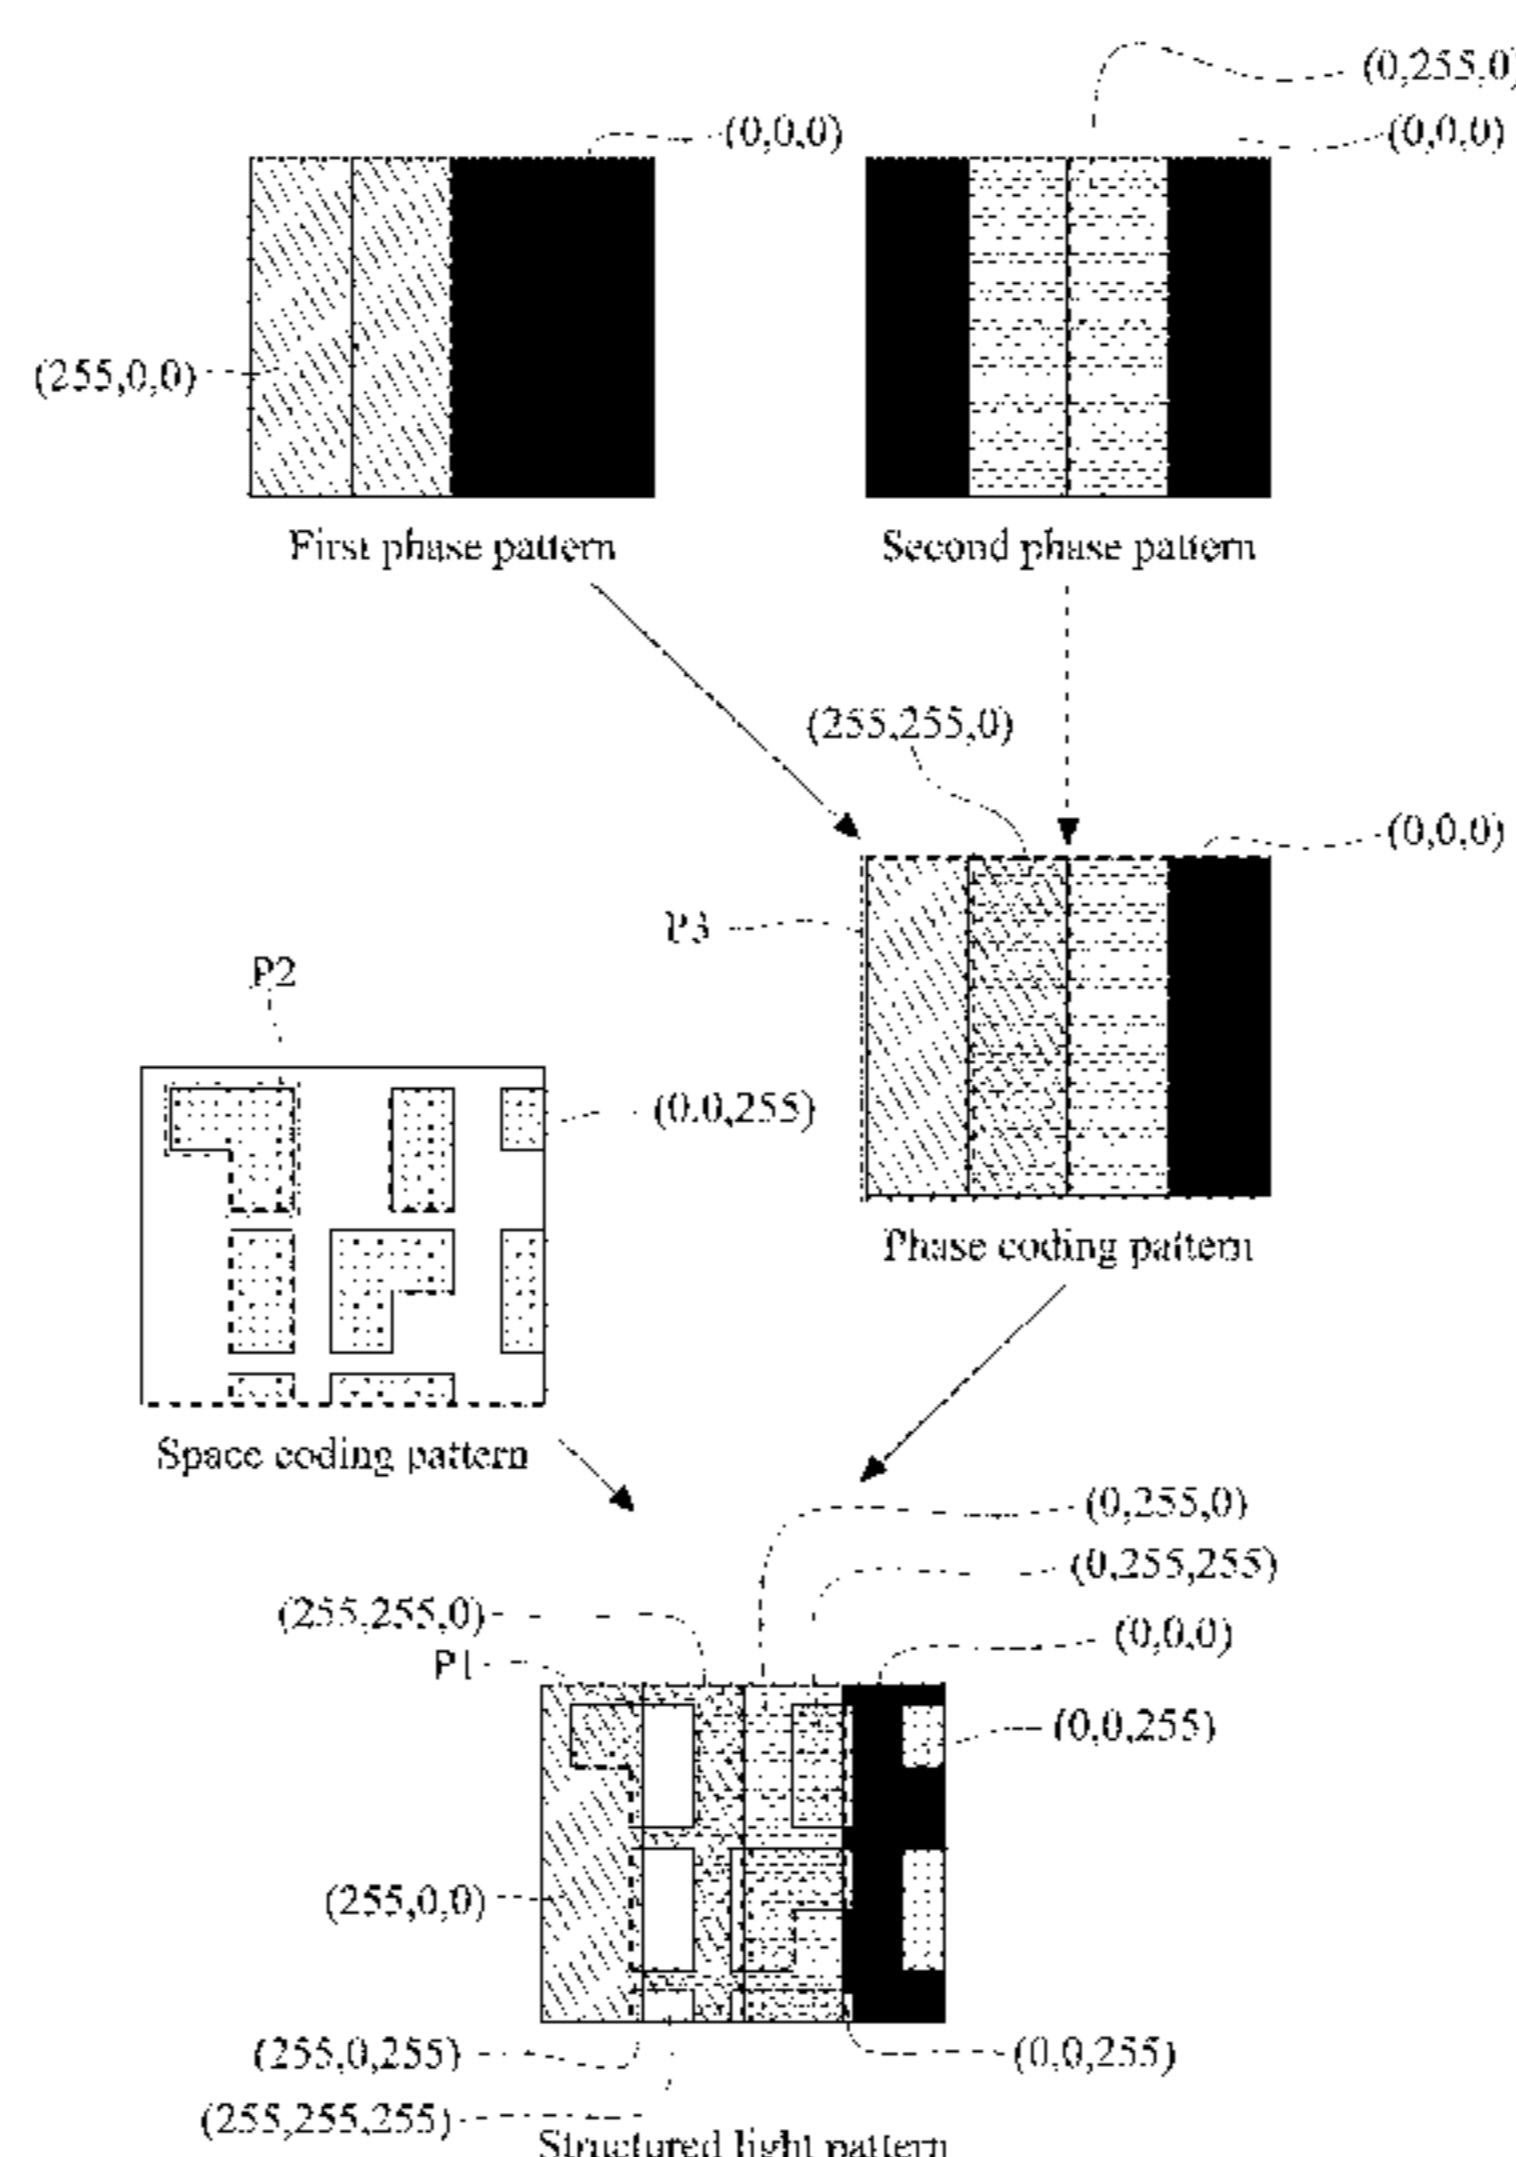 (0,255,0)
(0,0,0)
(0,0,0)
(255,0,0)
First phase pattern
Second phase pattern
(255,255,0)
(0,0,0)
P3
P2
(0,0,255)
Phase coding pattern
Space coding pattern
(0,255,0)
(0,255,255)
(255,255,0)
(0,0,0)
P1
(0,0,255)
(255,0,0)
(255,0,255)
(0,0,255)
(255,255,255)
Structured light pattern